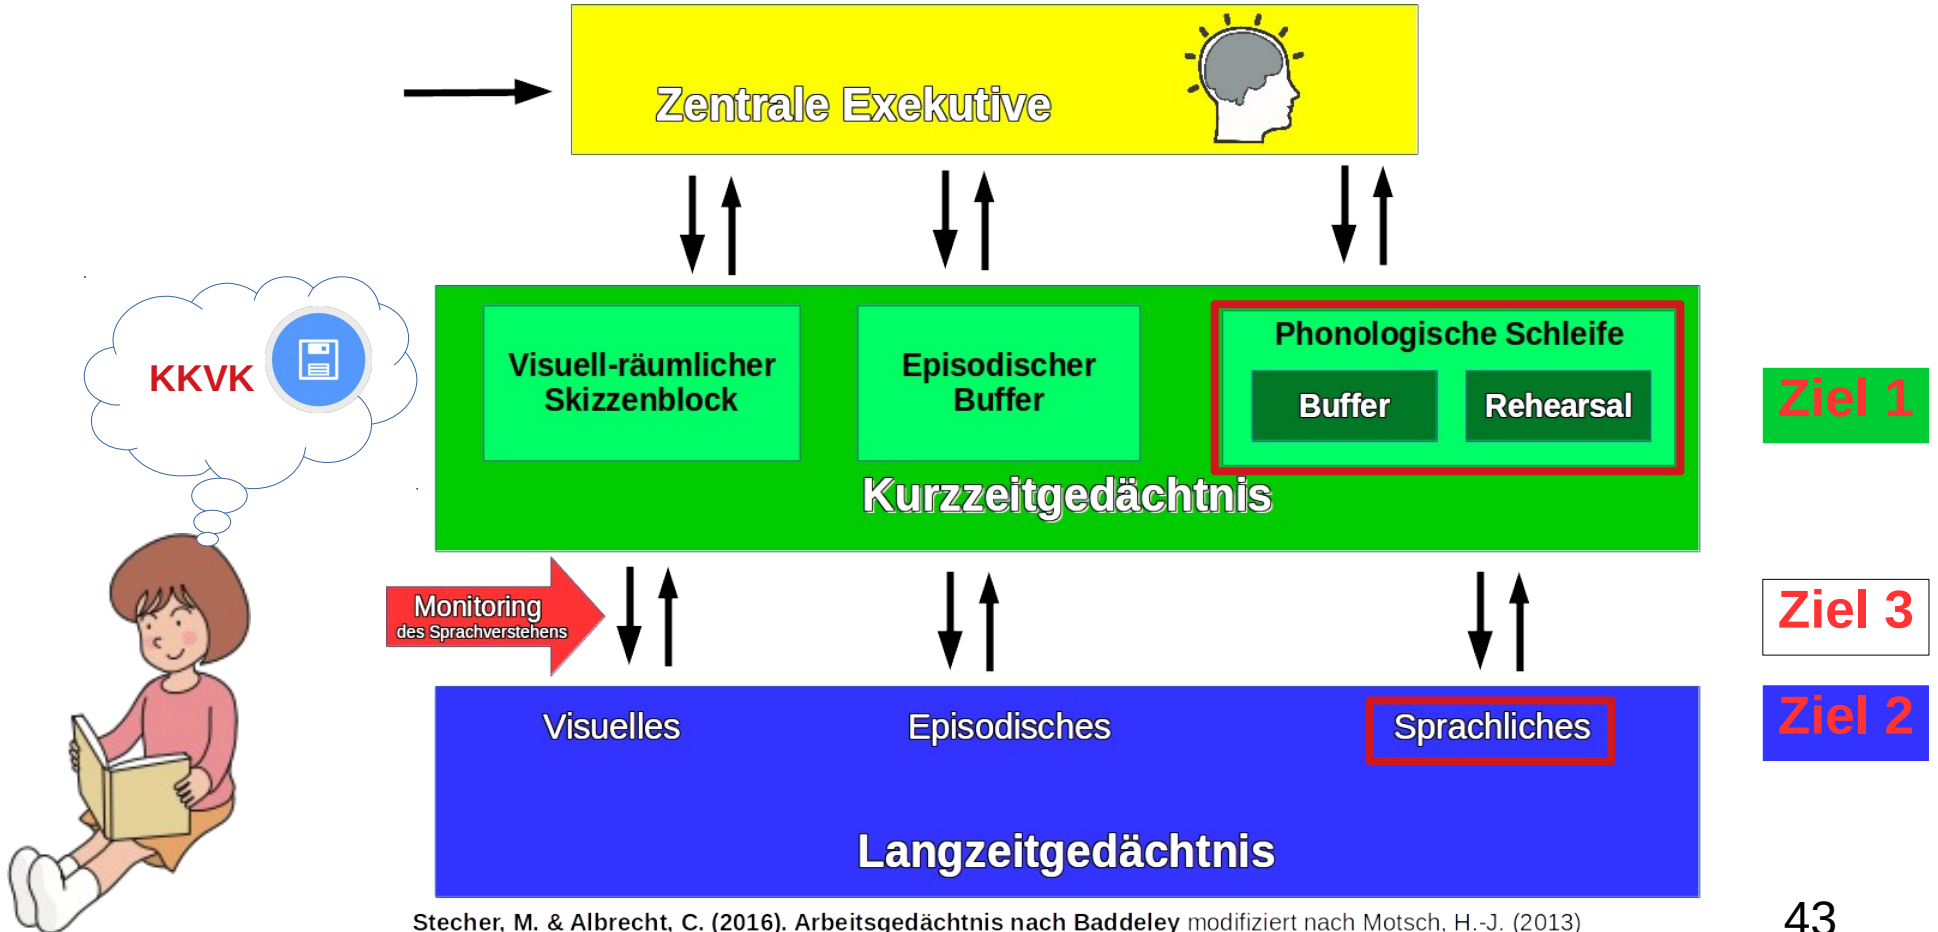 Zentrale Exekutive
KKVK
Visuell-räumlicher
Skizzenblock
Episodischer
Buffer
Phonologische Schleife
Buffer
Rehearsal
Kurzzeitgedächtnis
Ziel 1
Monitoring
des Sprachverstehens
Ziel 3
Visuelles
Episodisches
Sprachliches
Ziel 2
Langzeitgedächtnis
Stecher, M. & Albrecht, C. (2016). Arbeitsgedächtnis nach Baddeley modifiziert nach Motsch, H.-J. (2013)
43